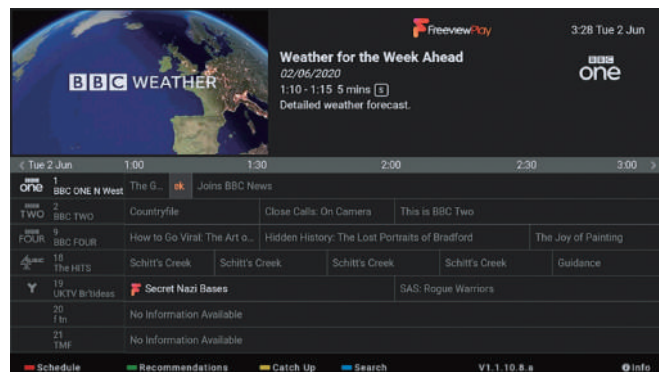 FreeviewPlay
3:28 Tue 2 Jun
BBC WEATHER
Weather for the Week Ahead
02/06/2020
1:10 - 1:15 5 mins S
Detailed weather forecast.
BBC
one
< Tue 2 Jun 1:00 1:30 2:00 2:30 3:00 >
one 1 BBC ONE N West The G... ek Joins BBC News
TWO 2 BBC TWO Countryfile Close Calls: On Camera This is BBC Two
FOUR 9 BBC FOUR How to Go Viral: The Art o... Hidden History: The Lost Portraits of Bradford The Joy of Painting
18 The HITS Schitt's Creek Schitt's Creek Schitt's Creek Schitt's Creek Guidance
Y 19 UKTV Br'tideas Secret Nazi Bases SAS: Rogue Warriors
20 No Information Available
21 TMF No Information Available
Schedule Recommendations Catch Up Search V1.1.10.8.a Info